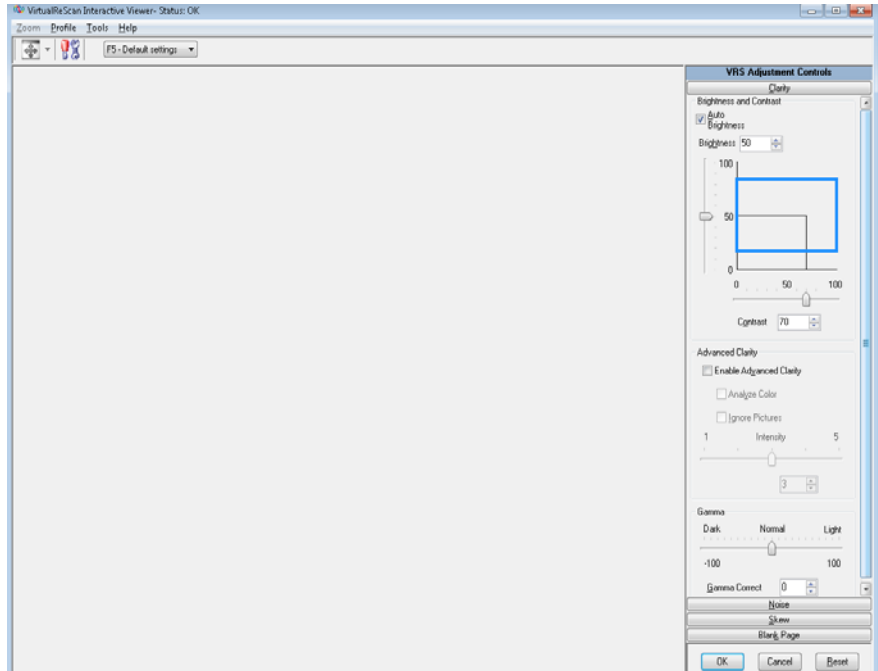 VirtualReScan Interactive Viewer- Status: OK
Zoom Profile Tools Help
F5 - Default settings
VRS Adjustment Controls
Clarity
Brightness and Contrast
Auto
Brightness
Brightness 50
100
50
0
0 50 100
Contrast 70
Advanced Clarity
Enable Advanced Clarity
Analyze Color
Ignore Pictures
1 Intensity 5
3
Gamma
Dark Normal Light
-100 100
Gamma Correct 0
Noise
Skew
Blank Page
OK Cancel Reset